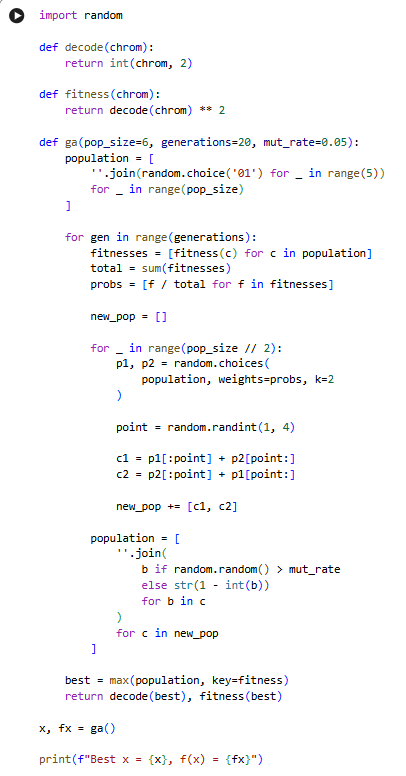 import random

def decode(chrom):
    return int(chrom, 2)

def fitness(chrom):
    return decode(chrom) ** 2

def ga(pop_size=6, generations=20, mut_rate=0.05):
    population = [
        ''.join(random.choice('01') for _ in range(5))
        for _ in range(pop_size)
    ]

    for gen in range(generations):
        fitnesses = [fitness(c) for c in population]
        total = sum(fitnesses)
        probs = [f / total for f in fitnesses]

        new_pop = []

        for _ in range(pop_size // 2):
            p1, p2 = random.choices(
                population, weights=probs, k=2
            )

            point = random.randint(1, 4)

            c1 = p1[:point] + p2[point:]
            c2 = p2[:point] + p1[point:]

            new_pop += [c1, c2]

        population = [
            ''.join(
                b if random.random() > mut_rate
                else str(1 - int(b))
                for b in c
            )
            for c in new_pop
        ]

    best = max(population, key=fitness)
    return decode(best), fitness(best)

x, fx = ga()

print(f"Best x = {x}, f(x) = {fx}")